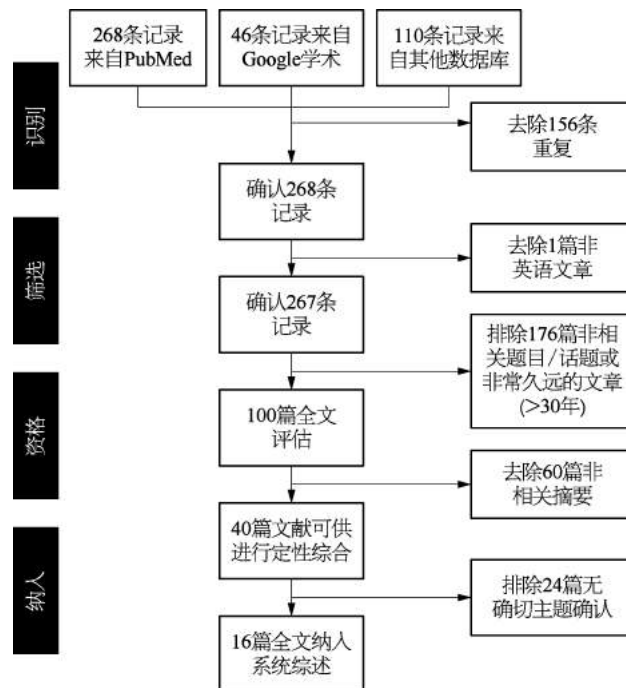 268条记录
来自PubMed
46条记录来自
Google学术
110条记录来
自其他数据库
识别
去除156条
重复
确认268条
记录
筛选
去除1篇非
英语文章
确认267条
记录
排除176篇非相
关题目/话题或
非常久远的文章
(>30年)
资格
100篇全文
评估
去除60篇非
相关摘要
40篇文献可供
进行定性综合
纳人
排除24篇无
确切主题确认
16篇全文纳入
系统综述